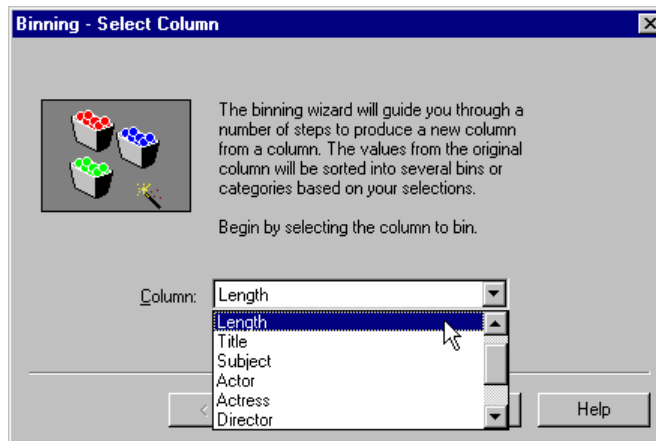 Binning - Select Column
The binning wizard will guide you through a
number of steps to produce a new column
from a column. The values from the original
column will be sorted into several bins or
categories based on your selections.
Begin by selecting the column to bin.
Column: Length
Length
Title
Subject
Actor
Actress
Director
< Help